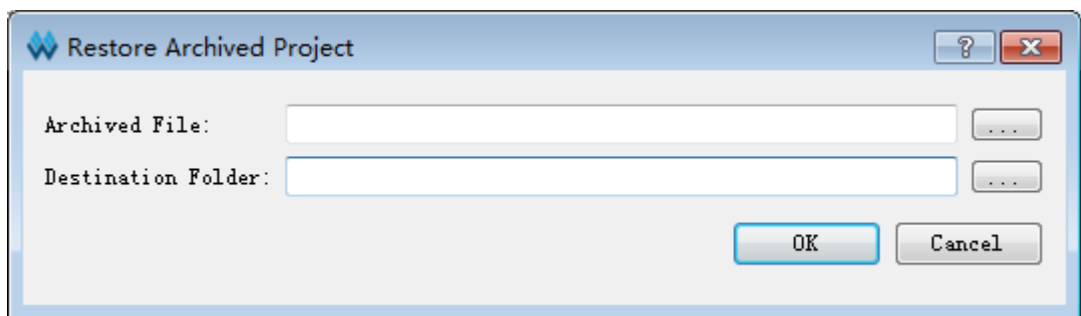 Restore Archived Project
Archived File:
...
Destination Folder:
...
OK
Cancel